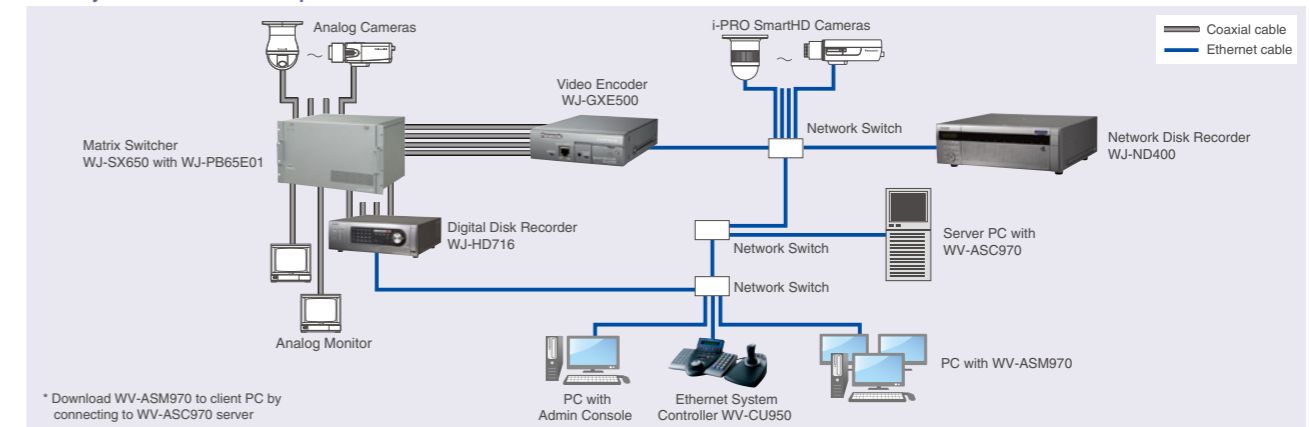 Analog Cameras
i-PRO SmartHD Cameras
Coaxial cable
Ethernet cable
Video Encoder
WJ-GXE500
Network Switch
Matrix Switcher
WJ-SX650 with WJ-PB65E01
Network Disk Recorder
WJ-ND400
Digital Disk Recorder
WJ-HD716
Network Switch
Server PC with
WV-ASC970
Network Switch
Analog Monitor
PC with WV-ASM970
* Download WV-ASM970 to client PC by
connecting to WV-ASC970 server
PC with
Admin Console
Ethernet System
Controller WV-CU950